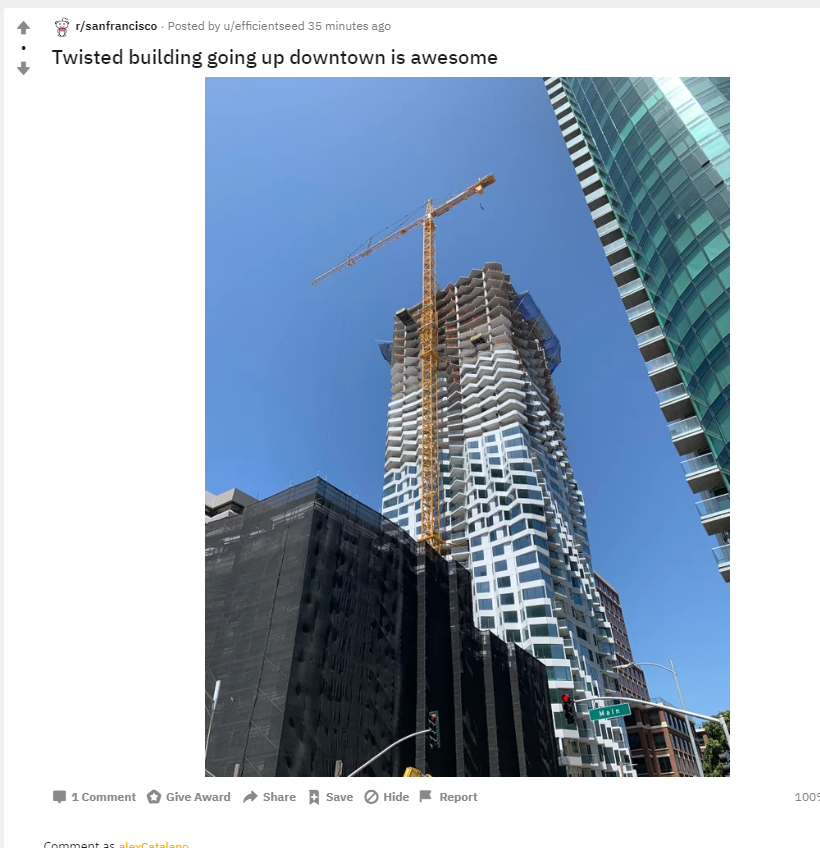 r/sanfrancisco · Posted by u/efficientseed 35 minutes ago
Twisted building going up downtown is awesome
Main
1 Comment Give Award Share Save Hide Report 100%
Comment as alexCatalano